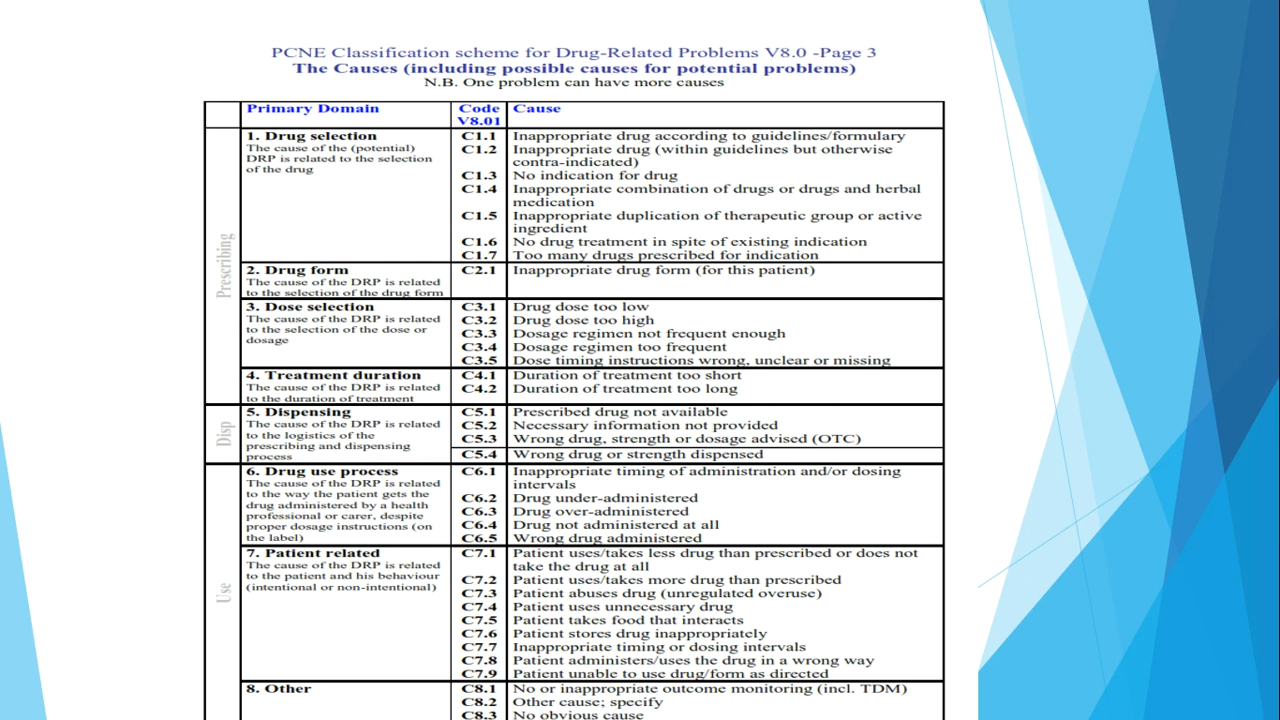 PCNE Classification scheme for Drug-Related Problems V8.0 -Page 3
The Causes (including possible causes for potential problems)
N.B. One problem can have more causes
Primary Domain
Code
V8.01
Cause
Prescribing
1. Drug selection
The cause of the (potential)
DRP is related to the selection
of the drug
C1.1 Inappropriate drug according to guidelines/formulary
C1.2 Inappropriate drug (within guidelines but otherwise
contra-indicated)
C1.3 No indication for drug
C1.4 Inappropriate combination of drugs or drugs and herbal
medication
C1.5 Inappropriate duplication of therapeutic group or active
ingredient
C1.6 No drug treatment in spite of existing indication
C1.7 Too many drugs prescribed for indication
2. Drug form
The cause of the DRP is related
to the selection of the drug form
C2.1 Inappropriate drug form (for this patient)
3. Dose selection
The cause of the DRP is related
to the selection of the dose or
dosage
C3.1 Drug dose too low
C3.2 Drug dose too high
C3.3 Dosage regimen not frequent enough
C3.4 Dosage regimen too frequent
C3.5 Dose timing instructions wrong, unclear or missing
4. Treatment duration
The cause of the DRP is related
to the duration of treatment
C4.1 Duration of treatment too short
C4.2 Duration of treatment too long
Disp
5. Dispensing
The cause of the DRP is related
to the logistics of the
prescribing and dispensing
process
C5.1 Prescribed drug not available
C5.2 Necessary information not provided
C5.3 Wrong drug, strength or dosage advised (OTC)
C5.4 Wrong drug or strength dispensed
Use
6. Drug use process
The cause of the DRP is related
to the way the patient gets the
drug administered by a health
professional or carer, despite
proper dosage instructions (on
the label)
C6.1 Inappropriate timing of administration and/or dosing
intervals
C6.2 Drug under-administered
C6.3 Drug over-administered
C6.4 Drug not administered at all
C6.5 Wrong drug administered
7. Patient related
The cause of the DRP is related
to the patient and his behaviour
(intentional or non-intentional)
C7.1 Patient uses/takes less drug than prescribed or does not
take the drug at all
C7.2 Patient uses/takes more drug than prescribed
C7.3 Patient abuses drug (unregulated overuse)
C7.4 Patient uses unnecessary drug
C7.5 Patient takes food that interacts
C7.6 Patient stores drug inappropriately
C7.7 Inappropriate timing or dosing intervals
C7.8 Patient administers/uses the drug in a wrong way
C7.9 Patient unable to use drug/form as directed
8. Other
C8.1 No or inappropriate outcome monitoring (incl. TDM)
C8.2 Other cause; specify
C8.3 No obvious cause